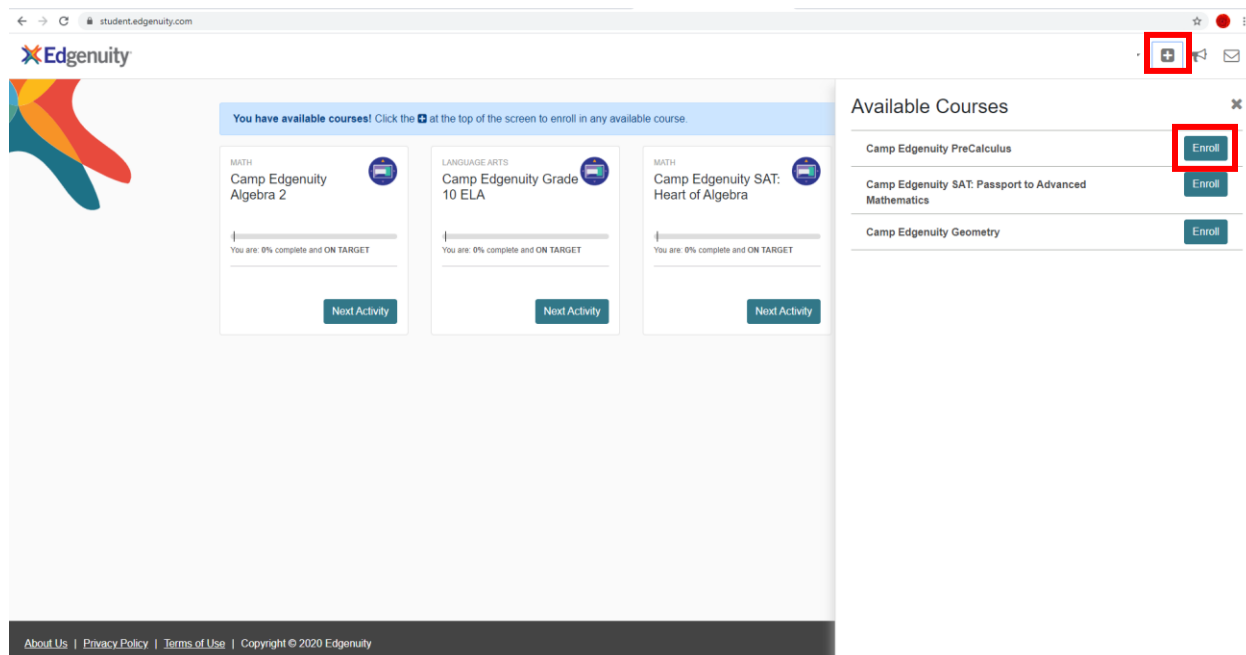 student.edgenuity.com
Edgenuity
You have available courses! Click the at the top of the screen to enroll in any available course.
MATH
Camp Edgenuity
Algebra 2
You are: 0% complete and ON TARGET
Next Activity
LANGUAGE ARTS
Camp Edgenuity Grade
10 ELA
You are: 0% complete and ON TARGET
Next Activity
MATH
Camp Edgenuity SAT:
Heart of Algebra
You are: 0% complete and ON TARGET
Next Activity
Available Courses
Camp Edgenuity PreCalculus
Enroll
Camp Edgenuity SAT: Passport to Advanced
Mathematics
Enroll
Camp Edgenuity Geometry
Enroll
About Us | Privacy Policy | Terms of Use | Copyright © 2020 Edgenuity